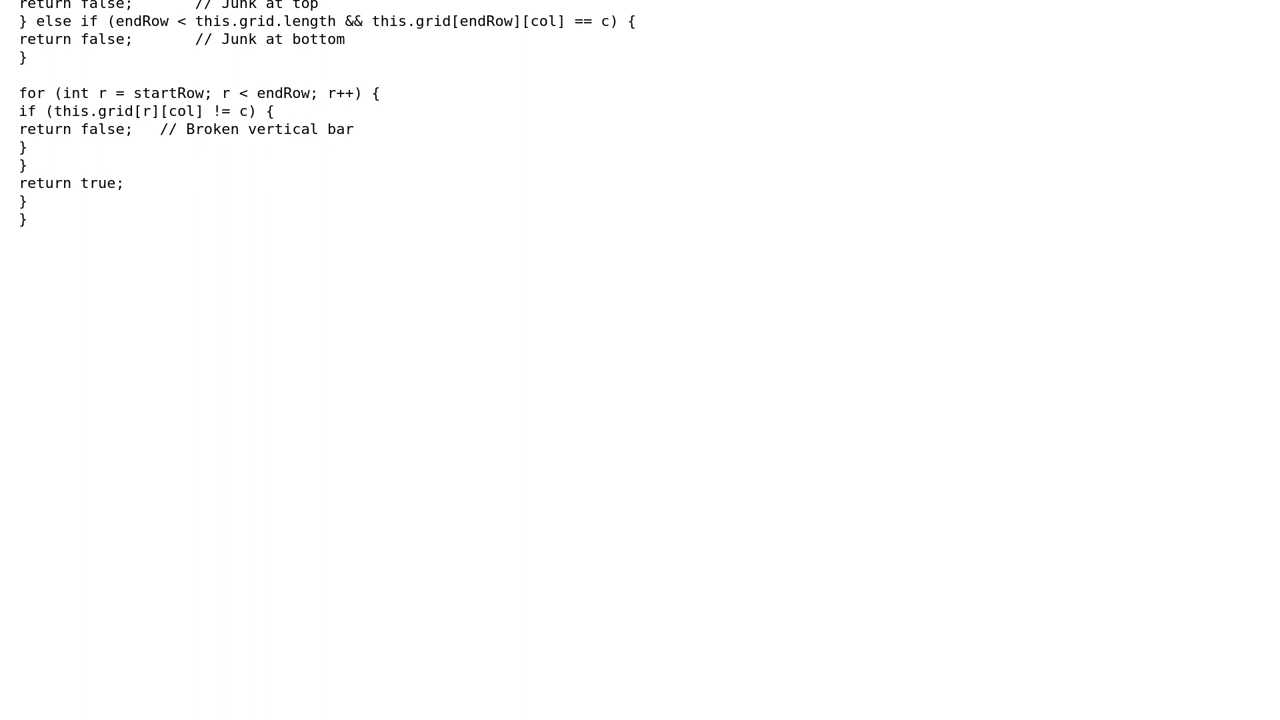 return false;       // Junk at top
} else if (endRow < this.grid.length && this.grid[endRow][col] == c) {
return false;       // Junk at bottom
}

for (int r = startRow; r < endRow; r++) {
if (this.grid[r][col] != c) {
return false;   // Broken vertical bar
}
}
return true;
}
}